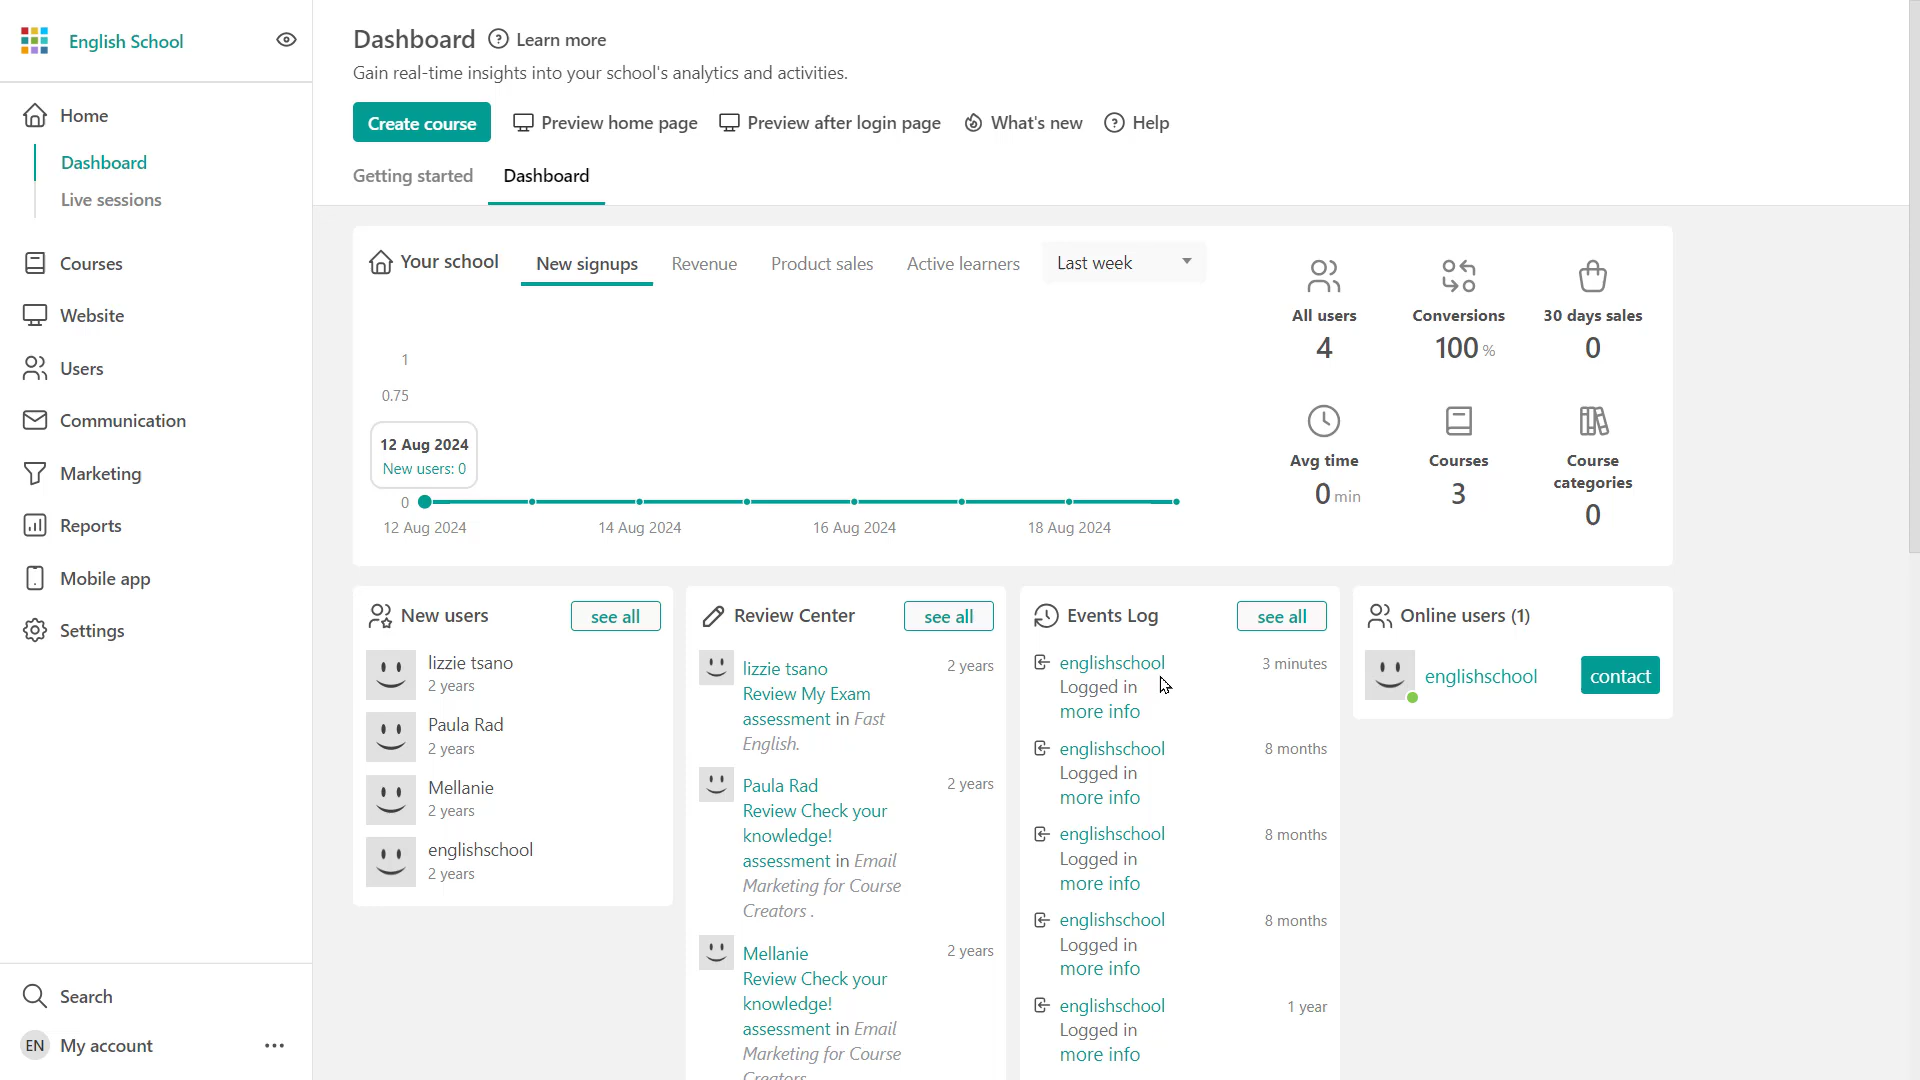 English School
Home
Dashboard
Live sessions
Courses
Website
Users
Communication
Marketing
Reports
Mobile app
Settings
Search
EN My account
Dashboard Learn more
Gain real-time insights into your school's analytics and activities.
Create course Preview home page Preview after login page What's new Help
Getting started Dashboard
Your school New signups Revenue Product sales Active learners Last week
1
0.75
12 Aug 2024
New users: 0
0
12 Aug 2024 14 Aug 2024 16 Aug 2024 18 Aug 2024
All users
4
Conversions
100 %
30 days sales
0
Avg time
0 min
Courses
3
Course
categories
0
New users see all
lizzie tsano
2 years
Paula Rad
2 years
Mellanie
2 years
englishschool
2 years
Review Center see all
lizzie tsano 2 years
Review My Exam
assessment in Fast
English.
Paula Rad 2 years
Review Check your
knowledge!
assessment in Email
Marketing for Course
Creators .
Mellanie 2 years
Review Check your
knowledge!
assessment in Email
Marketing for Course
Creators
Events Log see all
englishschool 3 minutes
Logged in
more info
englishschool 8 months
Logged in
more info
englishschool 8 months
Logged in
more info
englishschool 8 months
Logged in
more info
englishschool 1 year
Logged in
more info
Online users (1)
englishschool contact